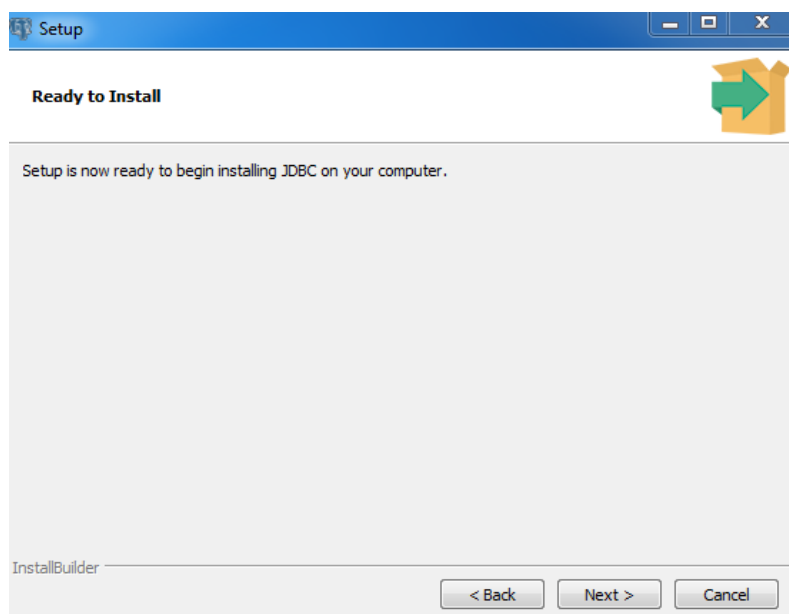 Setup
Ready to Install
Setup is now ready to begin installing JDBC on your computer.
InstallBuilder
< Back
Next >
Cancel